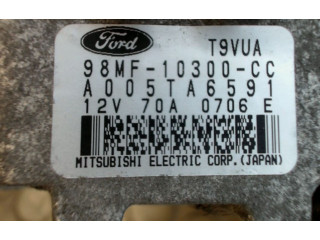 Ford T9VUA
98MF-10300-CC
A005TA6591
12V 70A 0706 E
MITSUBISHI ELECTRIC CORP.(JAPAN)